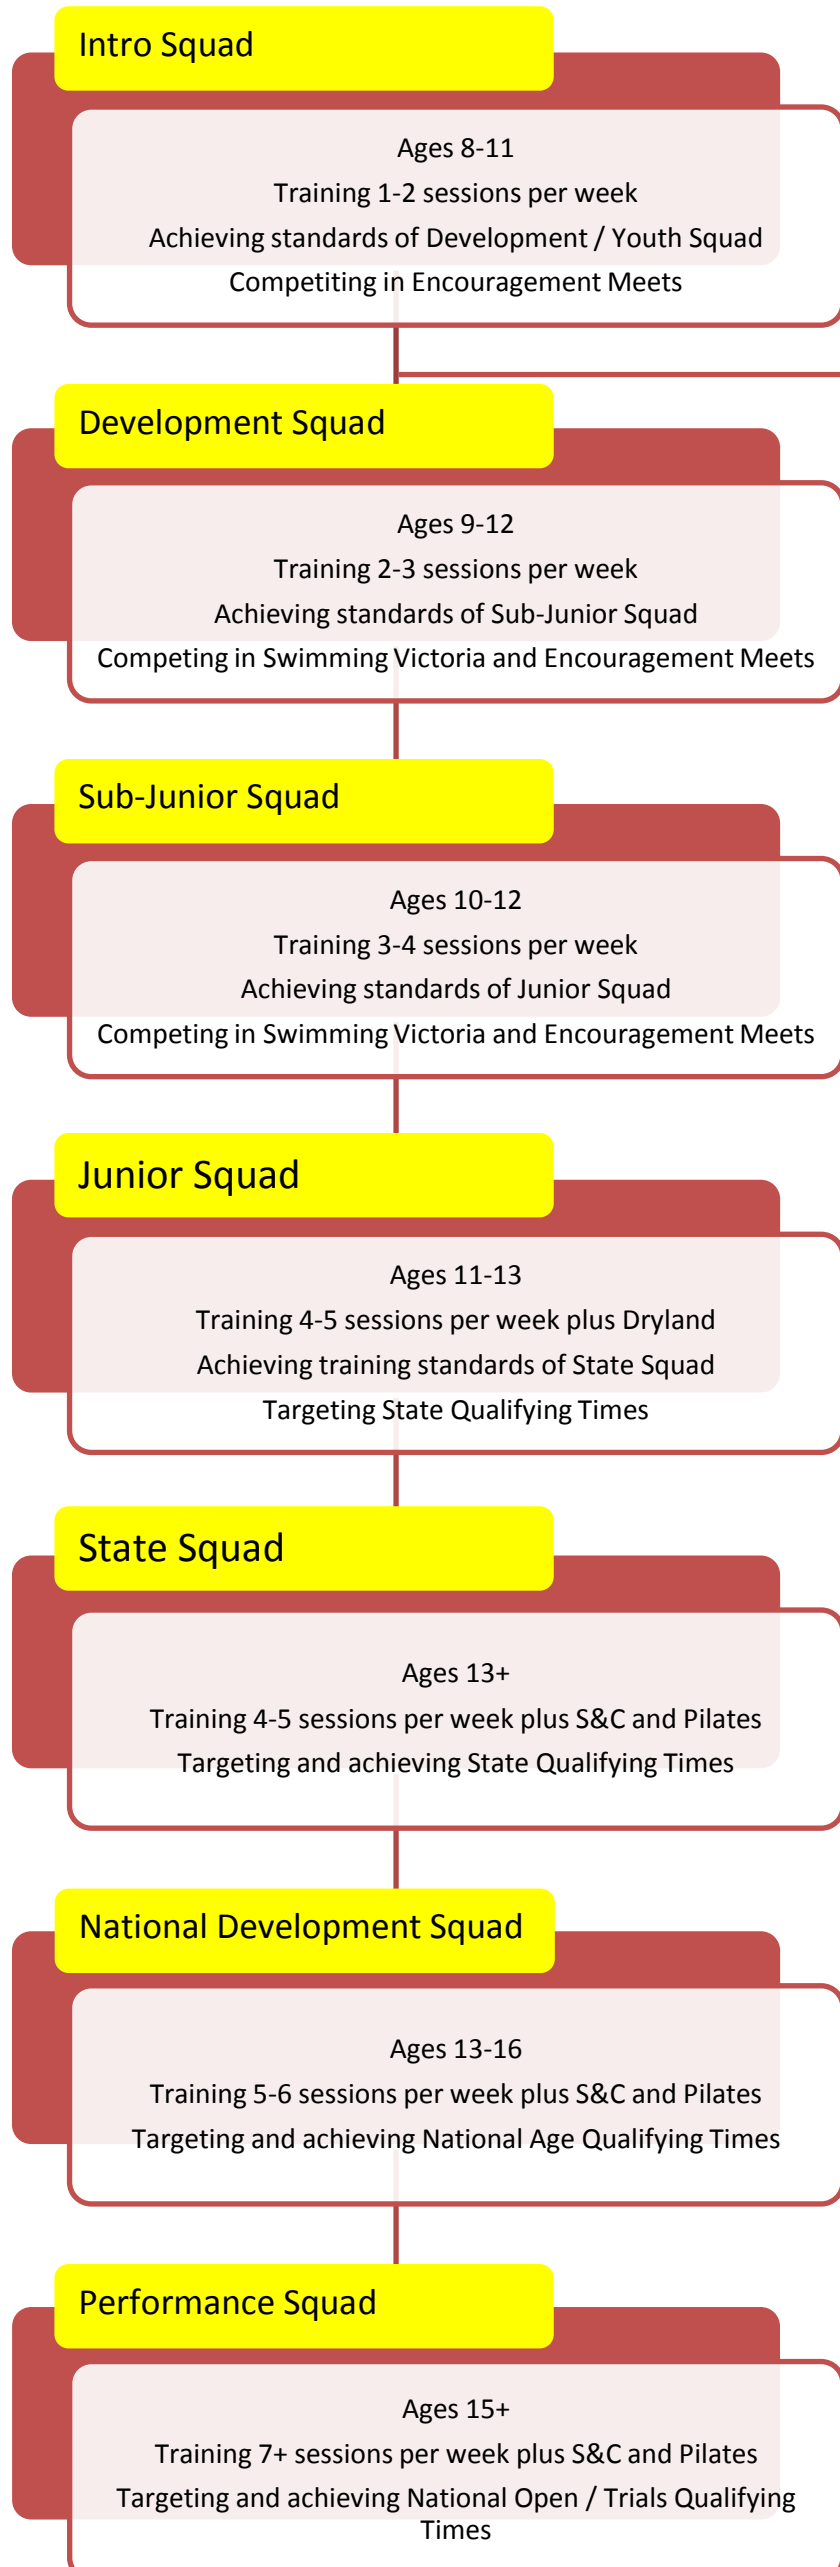 Intro Squad
Ages 8-11
Training 1-2 sessions per week
Achieving standards of Development / Youth Squad
Competiting in Encouragement Meets
Development Squad
Ages 9-12
Training 2-3 sessions per week
Achieving standards of Sub-Junior Squad
Competing in Swimming Victoria and Encouragement Meets
Sub-Junior Squad
Ages 10-12
Training 3-4 sessions per week
Achieving standards of Junior Squad
Competing in Swimming Victoria and Encouragement Meets
Junior Squad
Ages 11-13
Training 4-5 sessions per week plus Dryland
Achieving training standards of State Squad
Targeting State Qualifying Times
State Squad
Ages 13+
Training 4-5 sessions per week plus S&C and Pilates
Targeting and achieving State Qualifying Times
National Development Squad
Ages 13-16
Training 5-6 sessions per week plus S&C and Pilates
Targeting and achieving National Age Qualifying Times
Performance Squad
Ages 15+
Training 7+ sessions per week plus S&C and Pilates
Targeting and achieving National Open / Trials Qualifying
Times